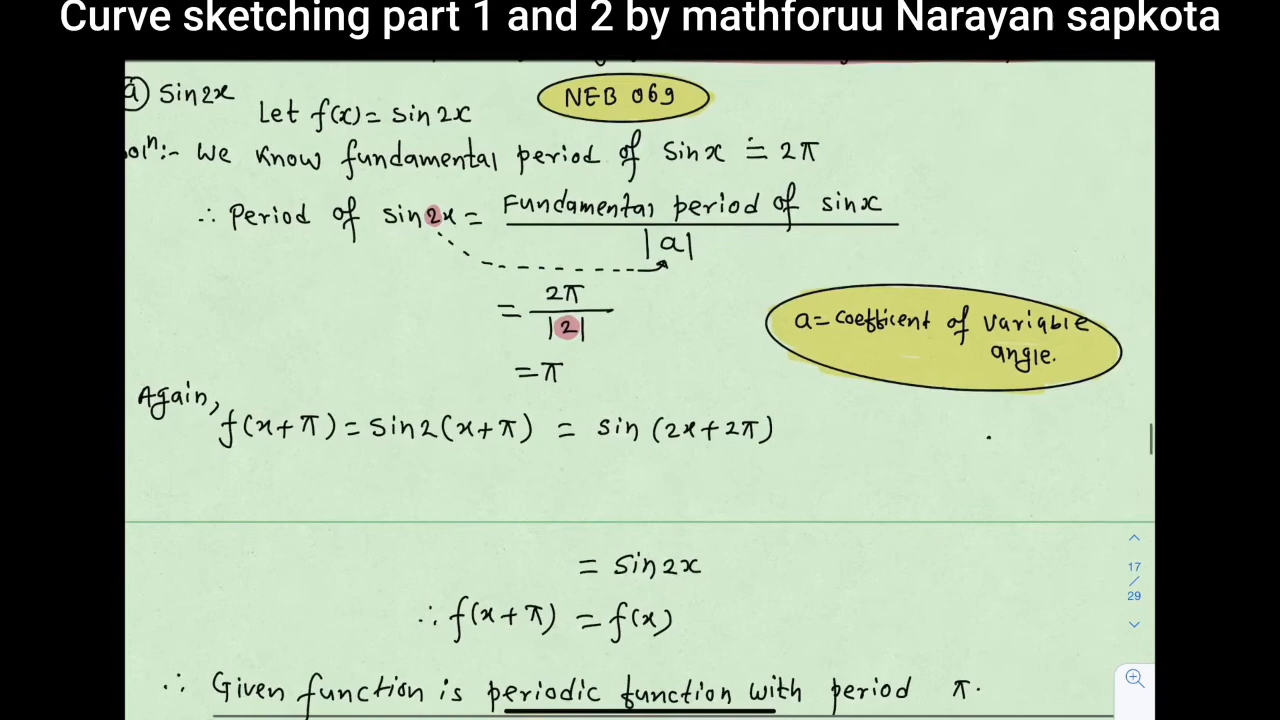 Curve sketching part 1 and 2 by mathforuu Narayan sapkota
a) Sin2x
NEB 069
Let f(x) = sin 2x
Solⁿ:- We know fundamental period of Sinx = 2π
∴ Period of sin2x = Fundamental period of sinx / |a|
= 2π / |2|
a = coefficent of variable
angle.
= π
Again,
f(x+π) = sin2(x+π) = sin (2x+2π)
= sin2x
17
/
29
∴ f(x+π) = f(x)
∴ Given function is periodic function with period π.